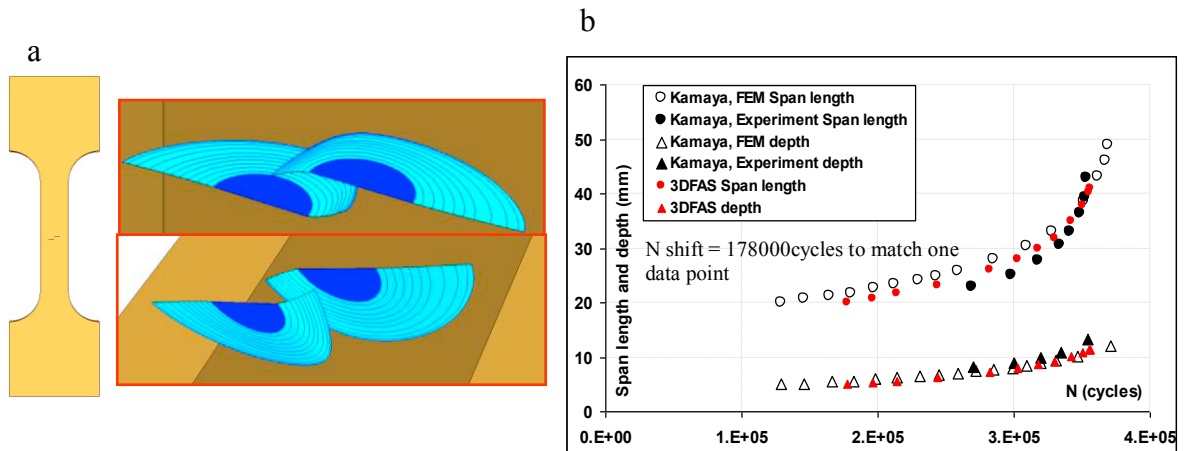 a
b
Span length and depth (mm)
60
50
40
30
20
10
0
Kamaya, FEM Span length
Kamaya, Experiment Span length
Kamaya, FEM depth
Kamaya, Experiment depth
3DFAS Span length
3DFAS depth
N shift = 178000cycles to match one
data point
N (cycles)
0.E+00
1.E+05
2.E+05
3.E+05
4.E+05